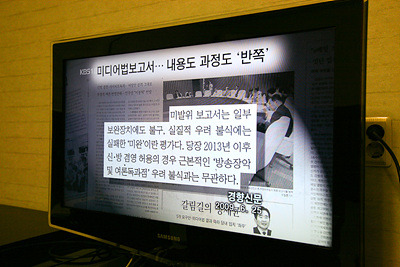 KBS1
미디어법보고서… 내용도 과정도 '반쪽'
미발위 보고서는 일부
보완장치에도 불구, 실질적 우려 불식에는
실패한 '미완'이란 평가다. 당장 2013년 이후
신·방 겸영 허용의 경우 근본적인 '방송장악
및 여론독과점' 우려 불식과는 무관하다.
경향신문
2009. 6. 25
갈림길의
SAMSUNG